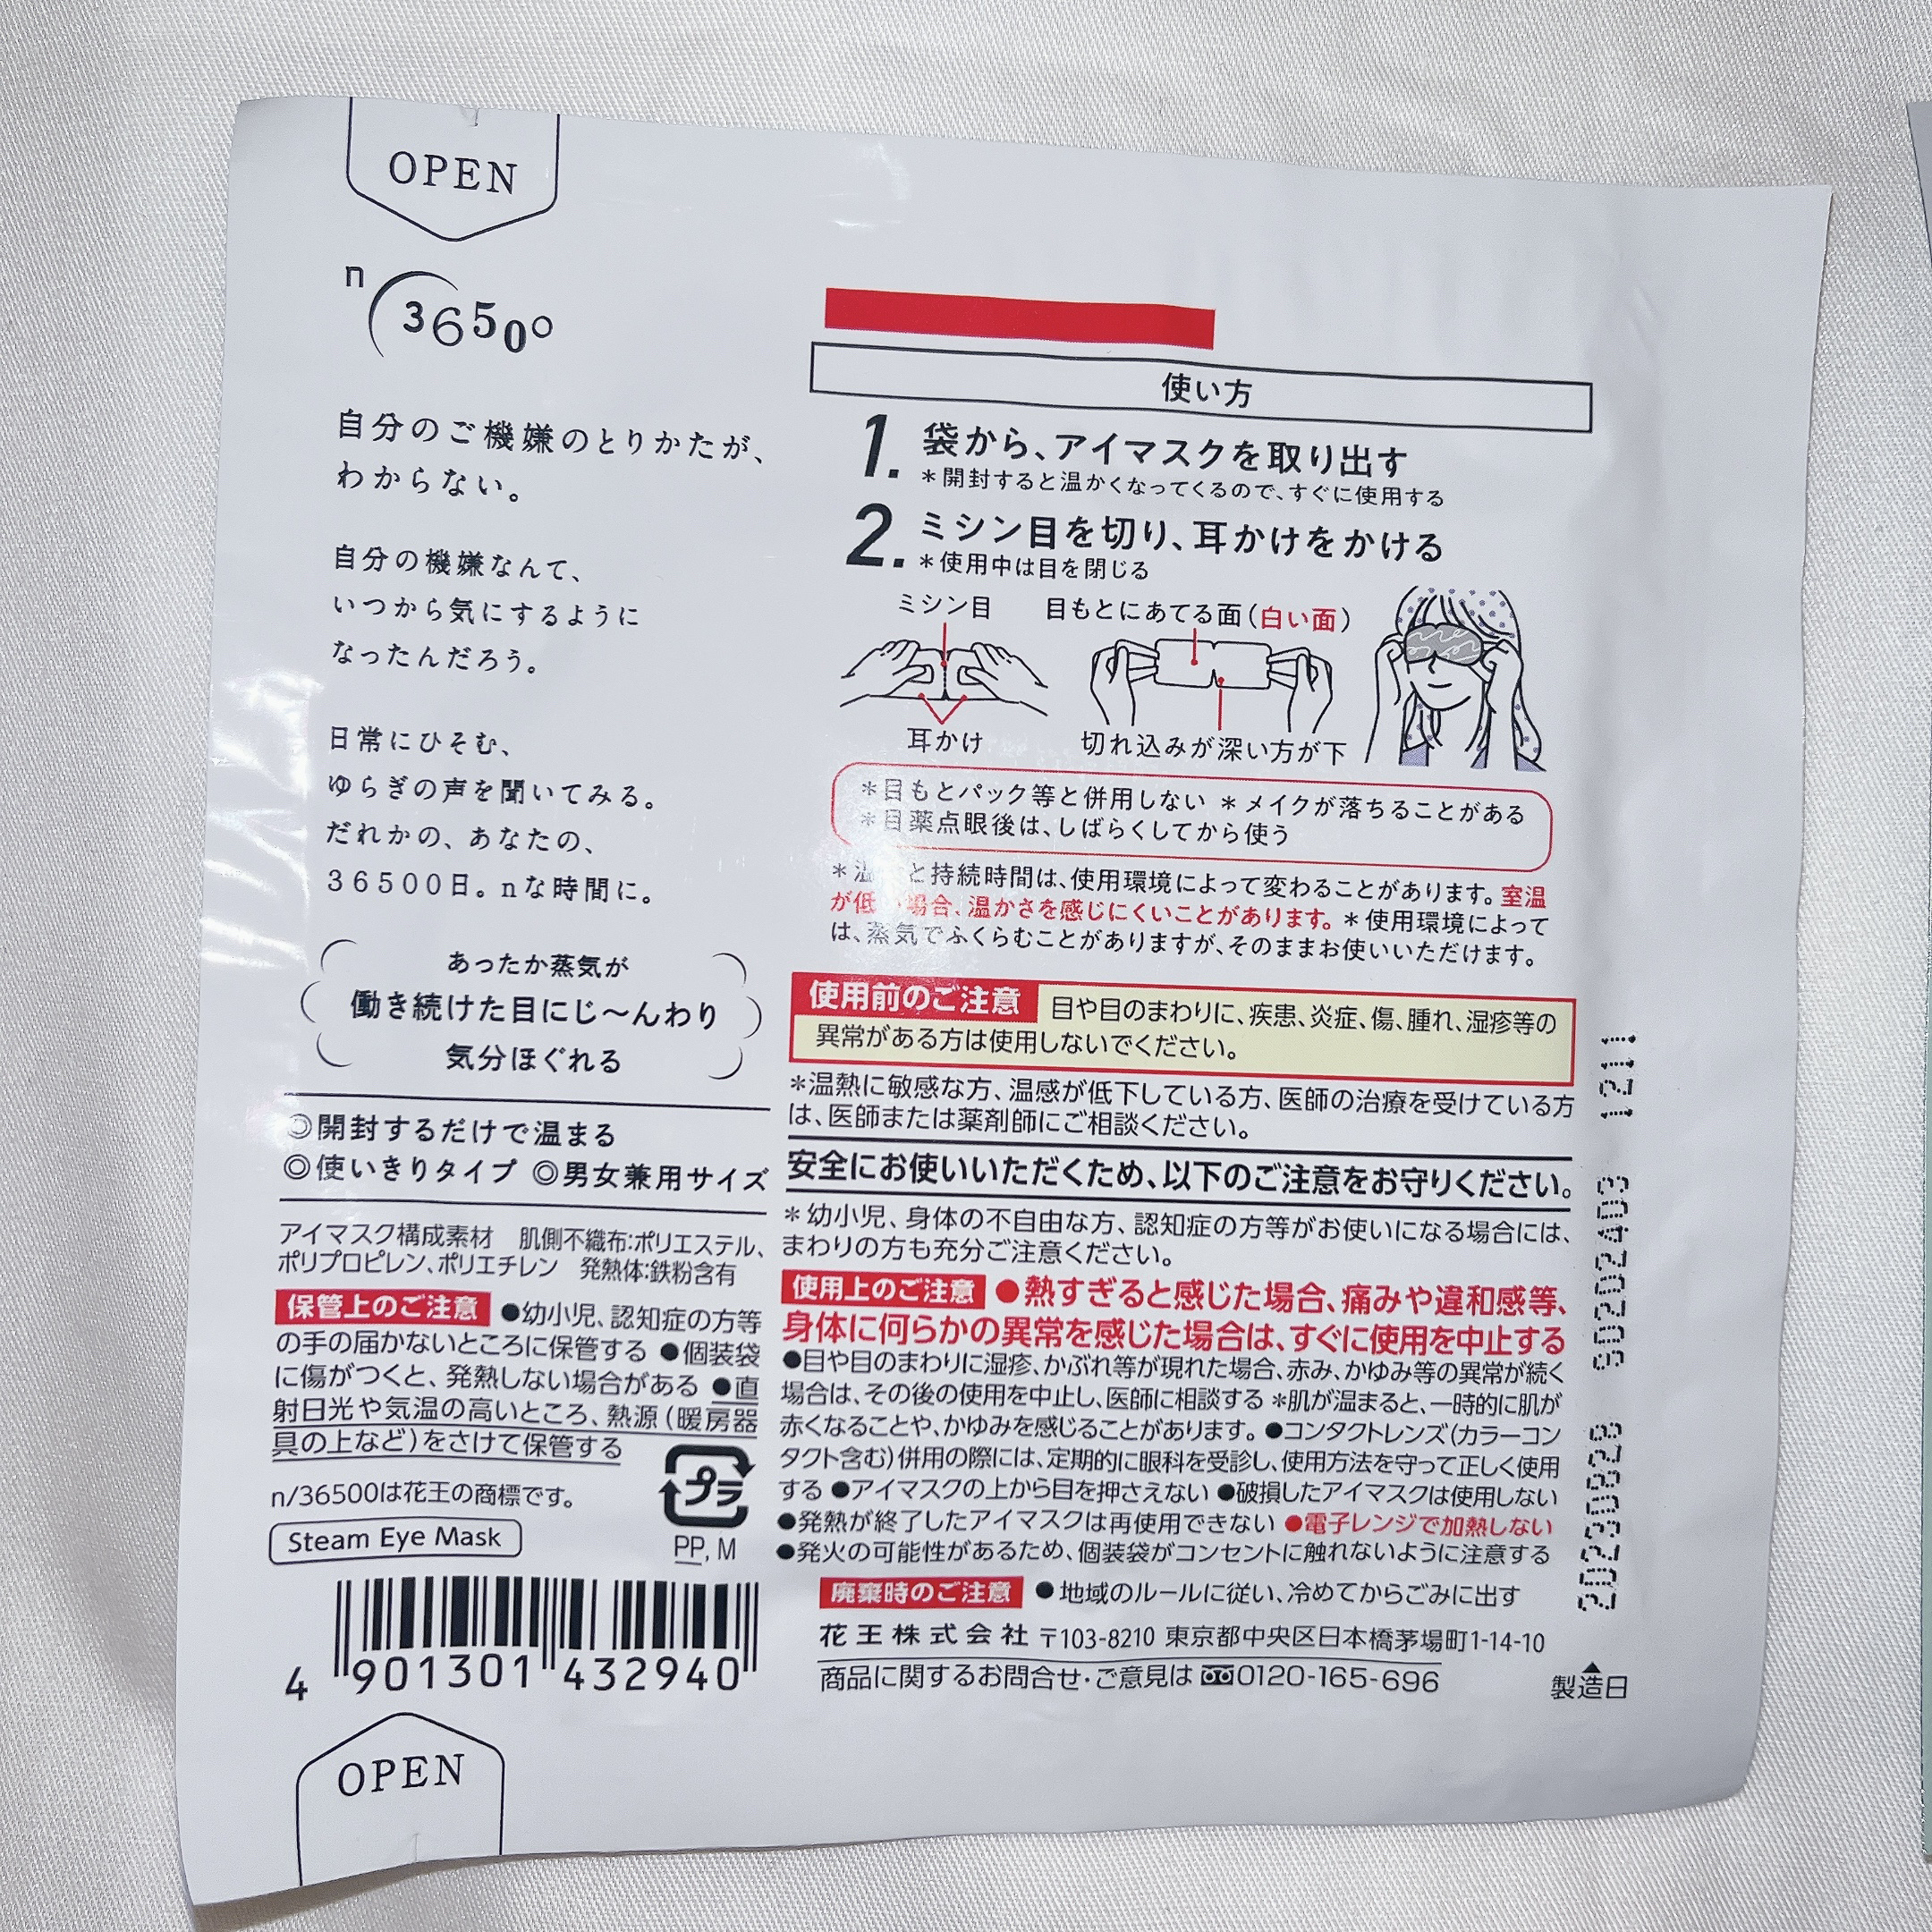 OPEN
n
36500
自分のご機嫌のとりかたが、
わからない。
自分の機嫌なんて、
いつから気にするように
なったんだろう。
日常にひそむ、
ゆらぎの声を聞いてみる。
だれかの、あなたの、
36500日。nな時間に。
あったか蒸気が
働き続けた目にじ〜んわり
気分ほぐれる
◎開封するだけで温まる
◎使いきりタイプ ◎男女兼用サイズ
アイマスク構成素材 肌側不織布:ポリエステル、
ポリプロピレン、ポリエチレン 発熱体:鉄粉含有
保管上のご注意 ●幼小児、認知症の方等
の手の届かないところに保管する ●個装袋
に傷がつくと、発熱しない場合がある ●直
射日光や気温の高いところ、熱源(暖房器
具の上など)をさけて保管する
n/36500は花王の商標です。
Steam Eye Mask
プラ
PP, M
4 901301 432940
OPEN
使い方
1. 袋から、アイマスクを取り出す
*開封すると温かくなってくるので、すぐに使用する
2. ミシン目を切り、耳かけをかける
*使用中は目を閉じる
ミシン目 目もとにあてる面(白い面)
耳かけ 切れ込みが深い方が下
*目もとパック等と併用しない *メイクが落ちることがある
*目薬点眼後は、しばらくしてから使う
*温 と持続時間は、使用環境によって変わることがあります。室温
が低い場合、温かさを感じにくいことがあります。*使用環境によって
は、蒸気でふくらむことがありますが、そのままお使いいただけます。
使用前のご注意 目や目のまわりに、疾患、炎症、傷、腫れ、湿疹等の
異常がある方は使用しないでください。
*温熱に敏感な方、温感が低下している方、医師の治療を受けている方
は、医師または薬剤師にご相談ください。
安全にお使いいただくため、以下のご注意をお守りください。
*幼小児、身体の不自由な方、認知症の方等がお使いになる場合には、
まわりの方も充分ご注意ください。
使用上のご注意 ●熱すぎると感じた場合、痛みや違和感等、
身体に何らかの異常を感じた場合は、すぐに使用を中止する
●目や目のまわりに湿疹、かぶれ等が現れた場合、赤み、かゆみ等の異常が続く
場合は、その後の使用を中止し、医師に相談する *肌が温まると、一時的に肌が
赤くなることや、かゆみを感じることがあります。●コンタクトレンズ(カラーコン
タクト含む)併用の際には、定期的に眼科を受診し、使用方法を守って正しく使用
する ●アイマスクの上から目を押さえない ●破損したアイマスクは使用しない
●発熱が終了したアイマスクは再使用できない ●電子レンジで加熱しない
●発火の可能性があるため、個装袋がコンセントに触れないように注意する
廃棄時のご注意 ●地域のルールに従い、冷めてからごみに出す
花王株式会社 〒103-8210 東京都中央区日本橋茅場町1-14-10
商品に関するお問合せ・ご意見は 0120-165-696
20230828 9D202403 1211
▲
製造日